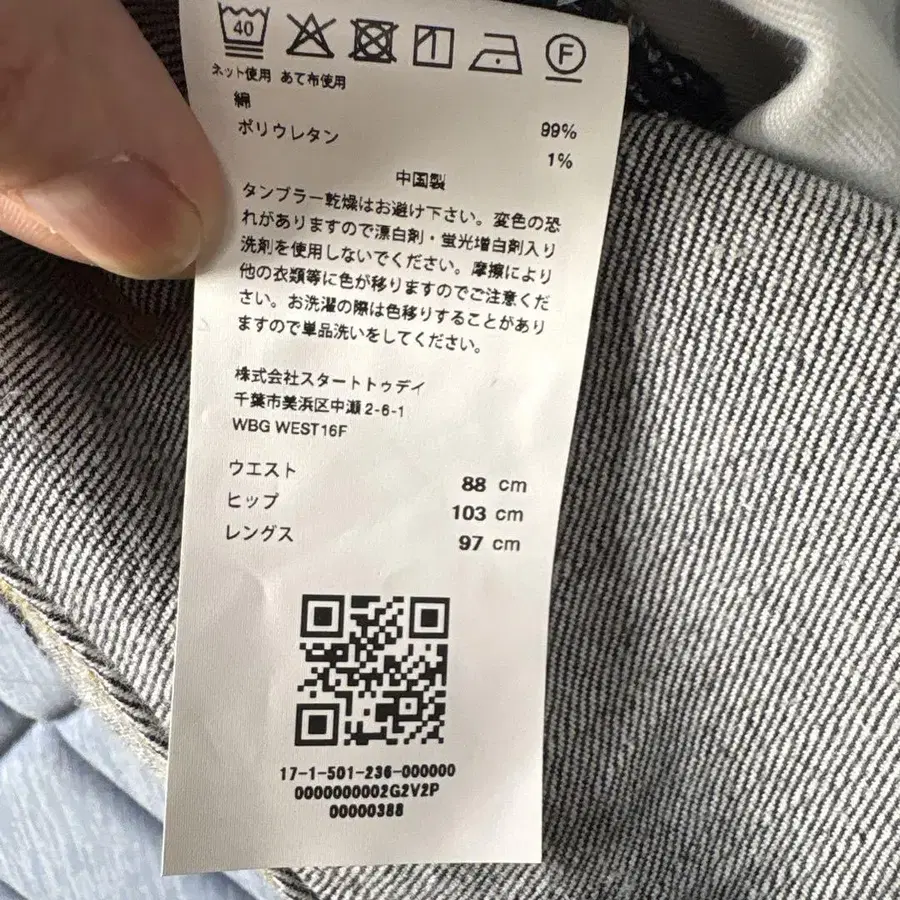 40
1
F
ネット使用 あて布使用
綿 99%
ポリウレタン 1%
中国製
タンブラー乾燥はお避け下さい。変色の恐
れがありますので漂白剤・蛍光増白剤入り
洗剤を使用しないでください。摩擦により
他の衣類等に色が移りますのでご注意くだ
さい。お洗濯の際は色移りすることがあり
ますので単品洗いをしてください。
株式会社スタートトゥデイ
千葉市美浜区中瀬2-6-1
WBG WEST16F
ウエスト 88 cm
ヒップ 103 cm
レングス 97 cm
17-1-501-236-000000
0000000002G2V2P
00000388